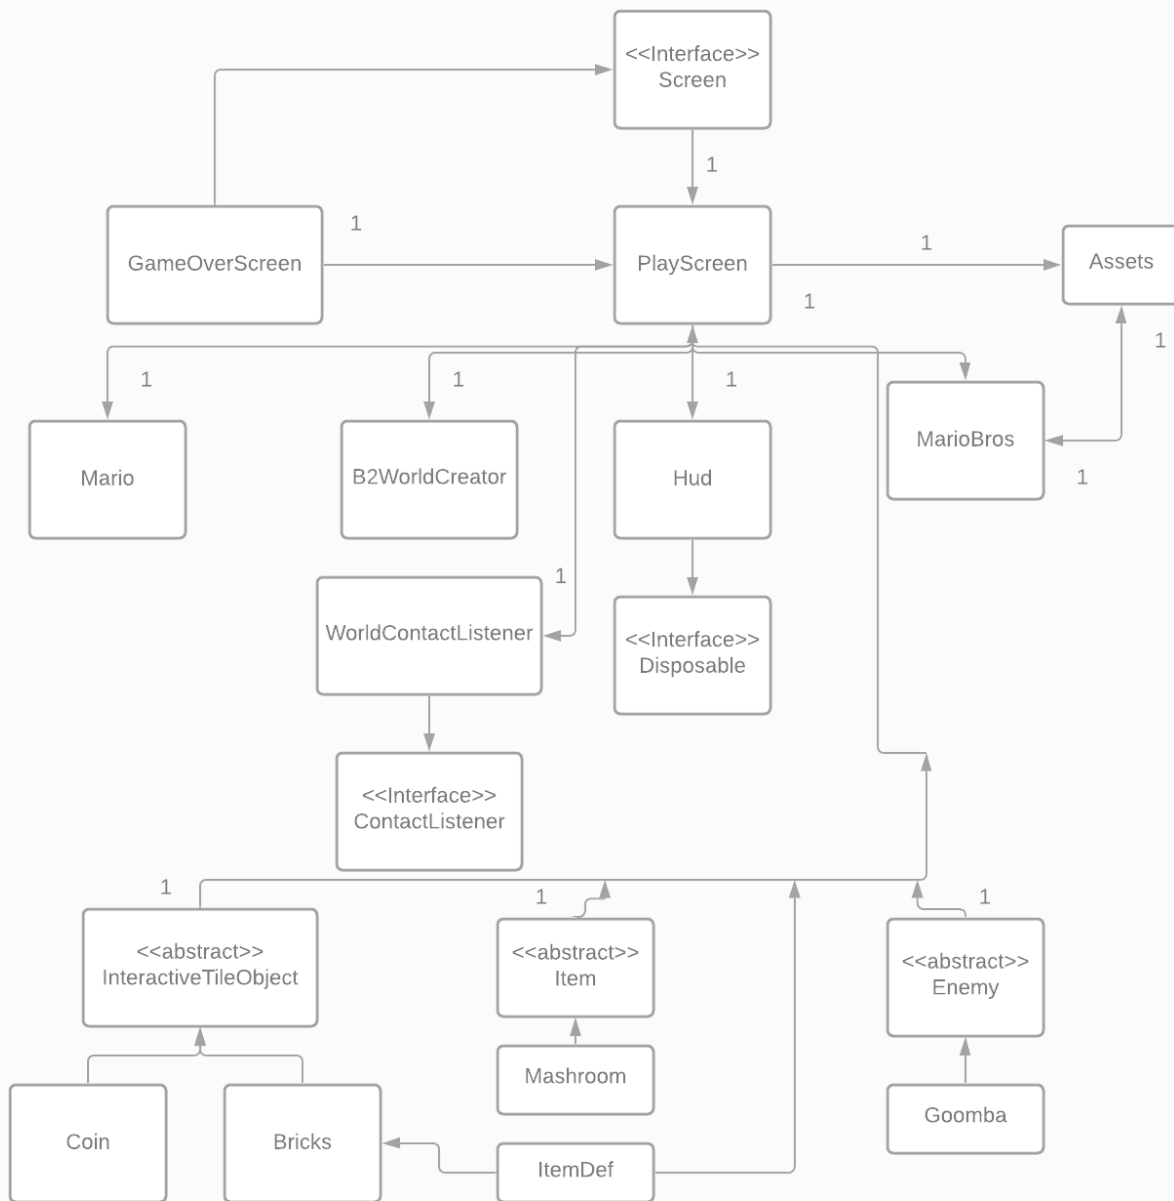 <<Interface>>
Screen
1
1
GameOverScreen
PlayScreen
1
Assets
1
1
1
1
1
Mario
B2WorldCreator
Hud
MarioBros
1
1
WorldContactListener
<<Interface>>
Disposable
<<Interface>>
ContactListener
1
1
1
<<abstract>>
InteractiveTileObject
<<abstract>>
Item
<<abstract>>
Enemy
Mashroom
Goomba
Coin
Bricks
ItemDef